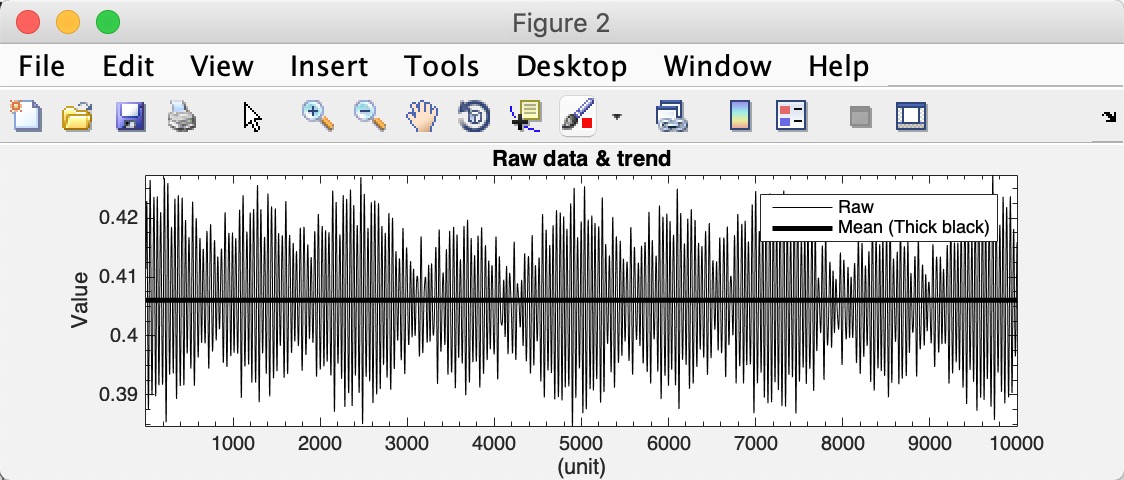 Figure 2
File Edit View Insert Tools Desktop Window Help
Raw data & trend
Raw
Mean (Thick black)
Value
0.42
0.41
0.4
0.39
1000 2000 3000 4000 5000 6000 7000 8000 9000 10000
(unit)